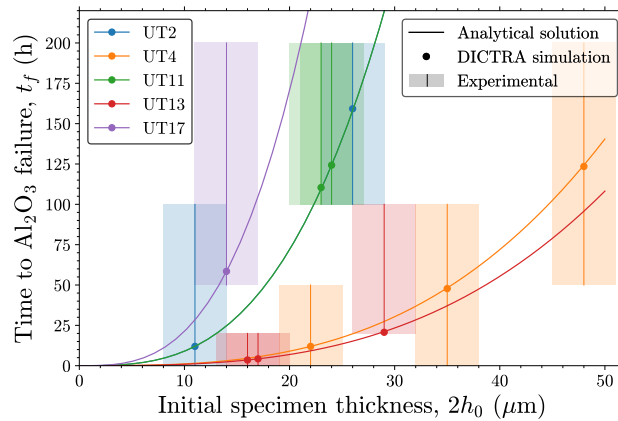 UT2
UT4
UT11
UT13
UT17
Analytical solution
DICTRA simulation
Experimental
Time to Al₂O₃ failure, t_f (h)
200
175
150
125
100
75
50
25
0
0 10 20 30 40 50
Initial specimen thickness, 2h₀ (μm)